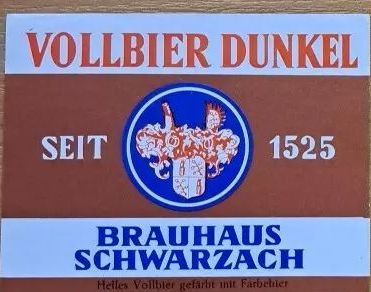 VOLLBIER DUNKEL
SEIT 1525
BRAUHAUS
SCHWARZACH
Helles Vollbier gefärbt mit Farbebier